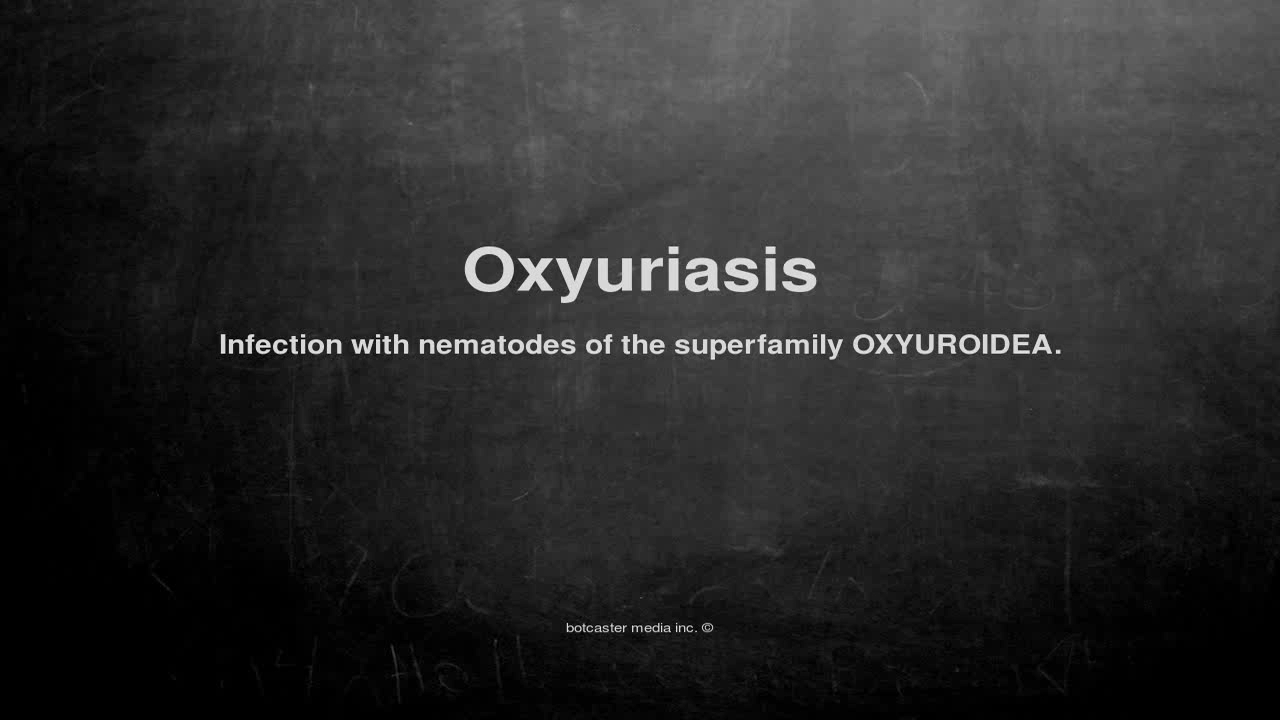 Oxyuriasis
Infection with nematodes of the superfamily OXYUROIDEA.
botcaster media inc. ©